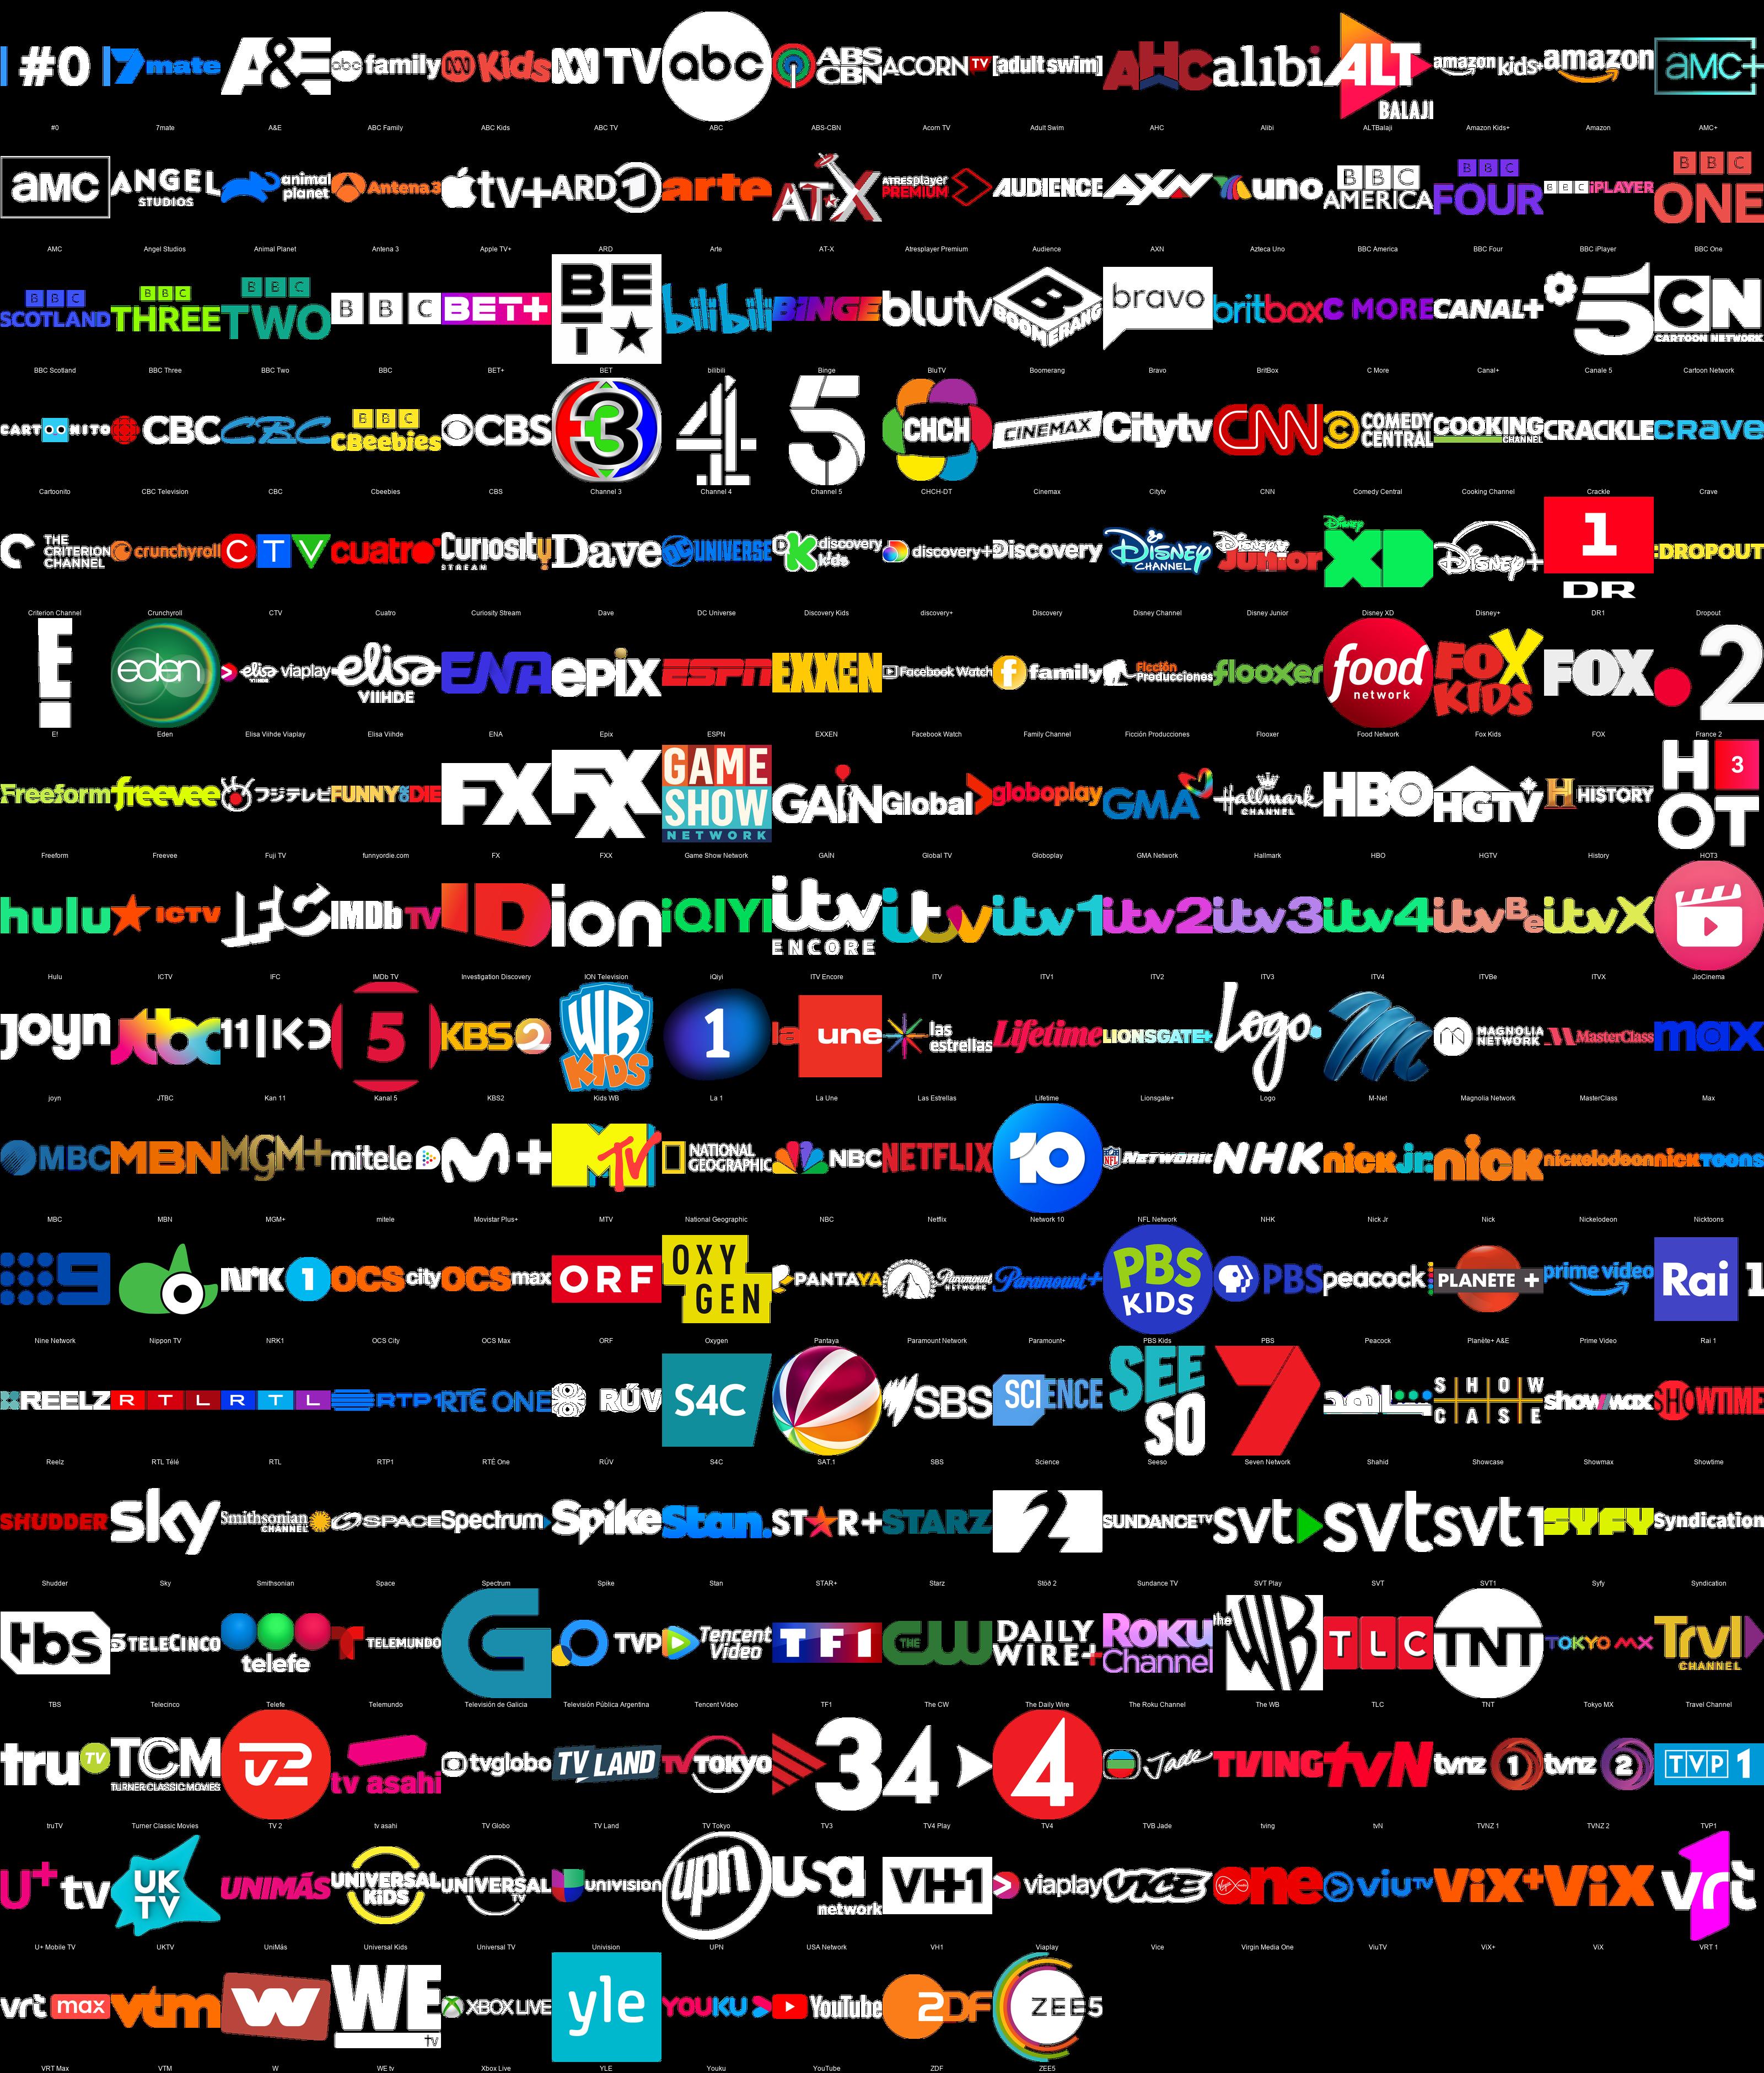 #0 7mate A&E abc family Kids TV abc ABS CBN ACORN TV [adult swim] AHC alibi ALT BALAJI amazon kids+ amazon aMC+
#0 7mate A&E ABC Family ABC Kids ABC TV ABC ABS-CBN Acorn TV Adult Swim AHC Alibi ALTBalaji Amazon Kids+ Amazon AMC+
aMC ANGEL STUDIOS animal planet Antena3 tv+ ARD 1 arte AT-X ATRESplayer PREMIUM AUDIENCE AXN uno BBC AMERICA BBC FOUR BBC iPLAYER BBC ONE
AMC Angel Studios Animal Planet Antena 3 Apple TV+ ARD Arte AT-X Atresplayer Premium Audience AXN Azteca Uno BBC America BBC Four BBC iPlayer BBC One
BBC SCOTLAND BBC THREE BBC TWO BBC BET+ BET bilibili BiNGE blutv B BOOMERANG bravo britbox C MORE CANAL+ 5 CN CARTOON NETWORK
BBC Scotland BBC Three BBC Two BBC BET+ BET bilibili Binge BluTV Boomerang Bravo BritBox C More Canal+ Canale 5 Cartoon Network
CARTOONITO CBC CBC BBC CBeebies CBS 3 4 5 CHCH CINEMAX Citytv CNN COMEDY CENTRAL COOKING CHANNEL CRACKLE CRAVE
Cartoonito CBC Television CBC Cbeebies CBS Channel 3 Channel 4 Channel 5 CHCH-DT Cinemax Citytv CNN Comedy Central Cooking Channel Crackle Crave
THE CRITERION CHANNEL crunchyroll CTV cuatro CURIOSITY STREAM Dave DC UNIVERSE DK discovery kids discovery+ Discovery Disney CHANNEL Disney Junior Disney XD Disney+ 1 DR :DROPOUT
Criterion Channel Crunchyroll CTV Cuatro Curiosity Stream Dave DC Universe Discovery Kids discovery+ Discovery Disney Channel Disney Junior Disney XD Disney+ DR1 Dropout
E! eden elisa VIIHDE viaplay elisa VIIHDE ENA ePIX ESPN EXXEN Facebook Watch f family Ficción Producciones flooxer food network FOX KIDS FOX 2
E! Eden Elisa Viihde Viaplay Elisa Viihde ENA Epix ESPN EXXEN Facebook Watch Family Channel Ficción Producciones Flooxer Food Network Fox Kids FOX France 2
Freeform freevee フジテレビ FUNNY OR DIE FX FXX GAME SHOW NETWORK GAİN Global globoplay GMA Hallmark CHANNEL HBO HGTV H HISTORY HOT 3
Freeform Freevee Fuji TV funnyordie.com FX FXX Game Show Network GAİN Global TV Globoplay GMA Network Hallmark HBO HGTV History HOT3
hulu ICTV IFC IMDb TV ID ion iQIYI itv ENCORE itv itv1 itv2 itv3 itv4 itvBe itvX
Hulu ICTV IFC IMDb TV Investigation Discovery ION Television iQiyi ITV Encore ITV ITV1 ITV2 ITV3 ITV4 ITVBe ITVX JioCinema
joyn jtbc 11 5 KBS2 WB KIDS 1 la une las estrellas Lifetime LIONSGATE+ Logo MAGNOLIA NETWORK MasterClass max
joyn JTBC Kan 11 Kanal 5 KBS2 Kids WB La 1 La Une Las Estrellas Lifetime Lionsgate+ Logo M-Net Magnolia Network MasterClass Max
MBC MBN MGM+ mitele M+ MTV NATIONAL GEOGRAPHIC NBC NETFLIX 10 NFL NETWORK NHK nick jr. nick nickelodeon nicktoons
MBC MBN MGM+ mitele Movistar Plus+ MTV National Geographic NBC Netflix Network 10 NFL Network NHK Nick Jr Nick Nickelodeon Nicktoons
9 NRK 1 OCS city OCS max ORF OXYGEN PANTAYA Paramount NETWORK Paramount+ PBS KIDS PBS peacock PLANÈTE + prime video Rai 1
Nine Network Nippon TV NRK1 OCS City OCS Max ORF Oxygen Pantaya Paramount Network Paramount+ PBS Kids PBS Peacock Planète+ A&E Prime Video Rai 1
REELZ RTL RTL RTP1 RTÉ ONE RÚV S4C SBS SCIENCE SEE SO 7 شاهد SHOWCASE showmax SHOWTIME
Reelz RTL Télé RTL RTP1 RTÉ One RÚV S4C SAT.1 SBS Science Seeso Seven Network Shahid Showcase Showmax Showtime
SHUDDER sky Smithsonian CHANNEL SPACE Spectrum Spike Stan. STAR+ STARZ 2 SUNDANCE TV svt svt svt1 SYFY Syndication
Shudder Sky Smithsonian Space Spectrum Spike Stan STAR+ Starz Stöð 2 Sundance TV SVT Play SVT SVT1 Syfy Syndication
tbs TELECINCO telefe TELEMUNDO G TVP Tencent Video TF1 THE CW DAILY WIRE+ Roku Channel the WB TLC TNT TOKYO MX Trvl CHANNEL
TBS Telecinco Telefe Telemundo Televisión de Galicia Televisión Pública Argentina Tencent Video TF1 The CW The Daily Wire The Roku Channel The WB TLC TNT Tokyo MX Travel Channel
truTV TCM TURNER CLASSIC MOVIES TV2 tv asahi tvglobo TV LAND TV TOKYO 3 4 4 Jade TVING tvN tvnz 1 tvnz 2 TVP 1
truTV Turner Classic Movies TV 2 tv asahi TV Globo TV Land TV Tokyo TV3 TV4 Play TV4 TVB Jade tving tvN TVNZ 1 TVNZ 2 TVP1
U+ tv UKTV UNIMÁS UNIVERSAL KiDS UNIVERSAL TV UNIVISION upn usa network VH1 viaplay VICE Virgin one viuTV ViX+ ViX vrt
U+ Mobile TV UKTV UniMás Universal Kids Universal TV Univision UPN USA Network VH1 Viaplay Vice Virgin Media One ViuTV ViX+ ViX VRT 1
vrt max vtm W WE tv XBOX LIVE yle YOUKU YouTube ZDF ZEE5
VRT Max VTM W WE tv Xbox Live YLE Youku YouTube ZDF ZEE5